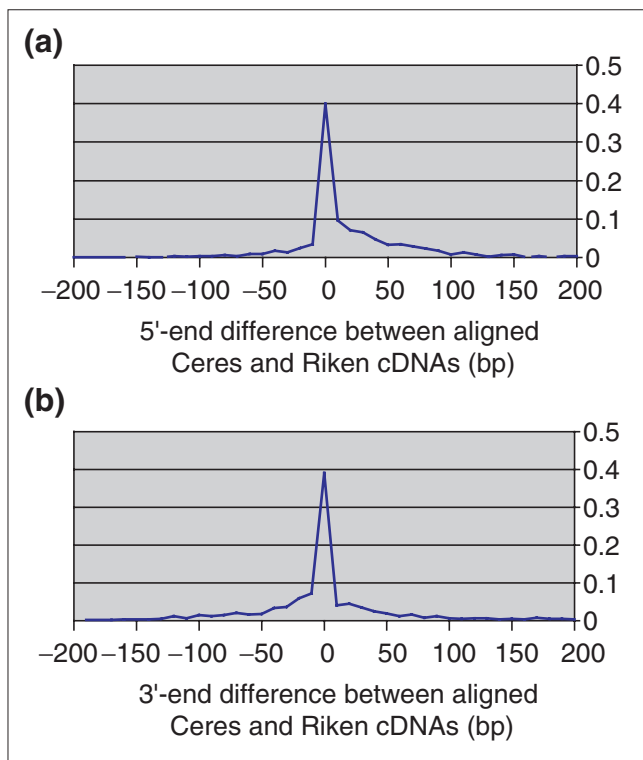 (a)
0.5
0.4
0.3
0.2
0.1
0
−200 −150 −100 −50 0 50 100 150 200
5'-end difference between aligned
Ceres and Riken cDNAs (bp)
(b)
0.5
0.4
0.3
0.2
0.1
0
−200 −150 −100 −50 0 50 100 150 200
3'-end difference between aligned
Ceres and Riken cDNAs (bp)